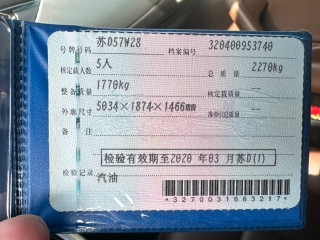 号牌号码 苏D57W28 档案编号 320400953740
核定载人数 5人 总质量 2270kg
整备质量 1770kg 核定载质量 --
外廓尺寸 5034×1874×1466mm 准牵引总质量 --
备注
检验有效期至2020年03月苏D(1)
检验记录 汽油
*3270031663217*